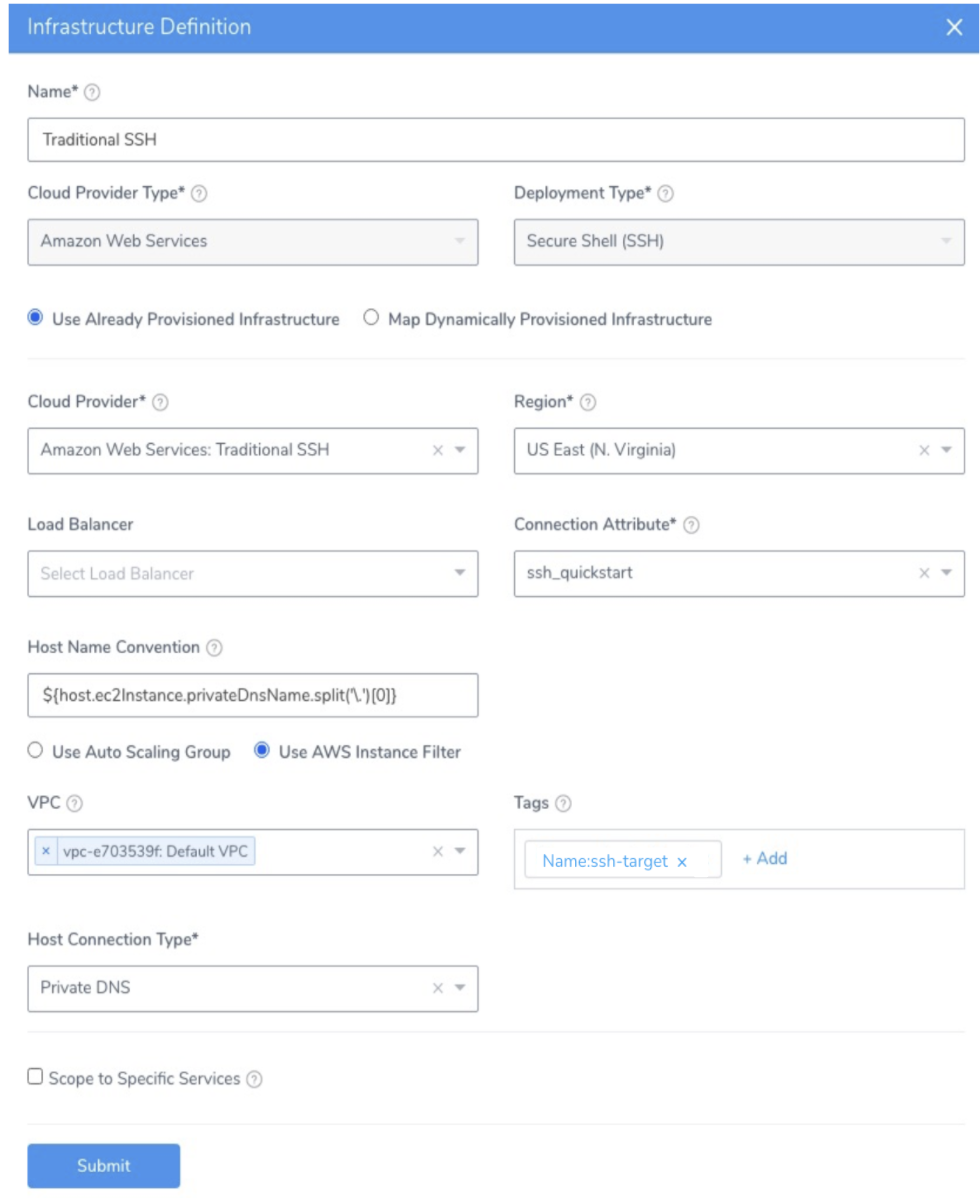 Infrastructure Definition
Name*
Traditional SSH
Cloud Provider Type*
Deployment Type*
Amazon Web Services
Secure Shell (SSH)
Use Already Provisioned Infrastructure
Map Dynamically Provisioned Infrastructure
Cloud Provider*
Region*
Amazon Web Services: Traditional SSH
US East (N. Virginia)
Load Balancer
Connection Attribute*
Select Load Balancer
ssh_quickstart
Host Name Convention
${host.ec2Instance.privateDnsName.split('\.')[0]}
Use Auto Scaling Group
Use AWS Instance Filter
VPC
Tags
vpc-e703539f: Default VPC
Name:ssh-target
+ Add
Host Connection Type*
Private DNS
Scope to Specific Services
Submit